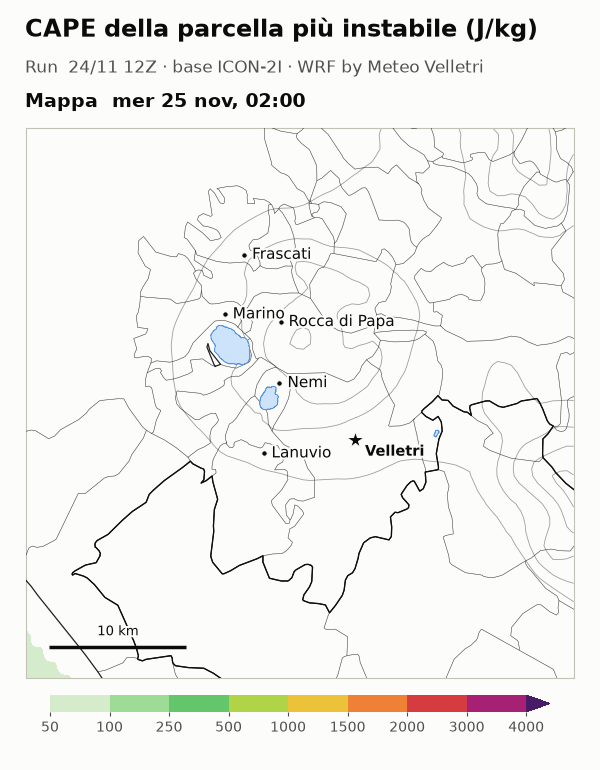 CAPE della parcella più instabile (J/kg)
Run  24/11 12Z · base ICON-2I · WRF by Meteo Velletri
Mappa  mer 25 nov, 02:00
Frascati
Marino
Rocca di Papa
Nemi
Velletri
Lanuvio
10 km
50 100 250 500 1000 1500 2000 3000 4000